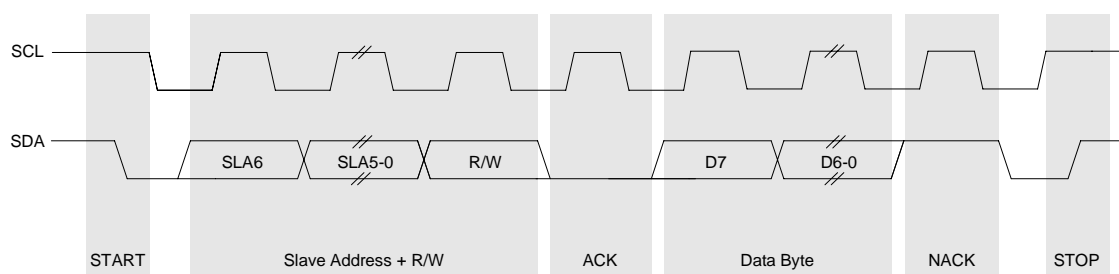 SCL
SDA
SLA6 SLA5-0 R/W D7 D6-0
START Slave Address + R/W ACK Data Byte NACK STOP